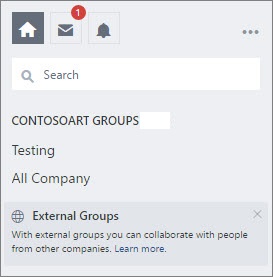 1
Search
CONTOSOART GROUPS
Testing
All Company
External Groups
With external groups you can collaborate with people
from other companies. Learn more.